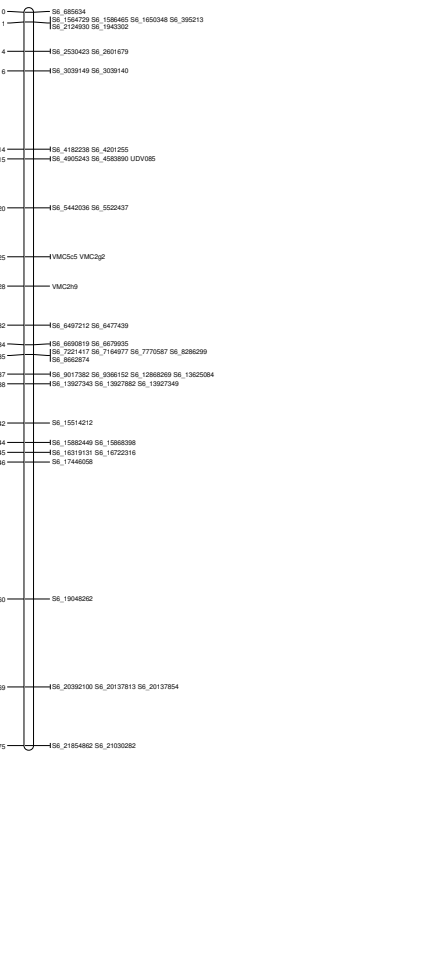 0 S6_685634
1 S6_1564729 S6_1586465 S6_1650348 S6_395213
S6_2124930 S6_1943302
4 S6_2530423 S6_2601679
6 S6_3039149 S6_3039140
14 S6_4182238 S6_4201255
15 S6_4905243 S6_4583890 UDV085
20 S6_5442036 S6_5522437
25 VMC5c5 VMC2g2
28 VMC2h9
32 S6_6497212 S6_6477439
34 S6_6690819 S6_6679935
35 S6_7221417 S6_7164977 S6_7770587 S6_8286299
S6_8662874
37 S6_9017382 S6_9366152 S6_12868269 S6_13625084
38 S6_13927343 S6_13927882 S6_13927349
42 S6_15514212
44 S6_15882449 S6_15868398
45 S6_16319131 S6_16722316
46 S6_17446058
60 S6_19048262
69 S6_20392100 S6_20137813 S6_20137854
75 S6_21854862 S6_21030282